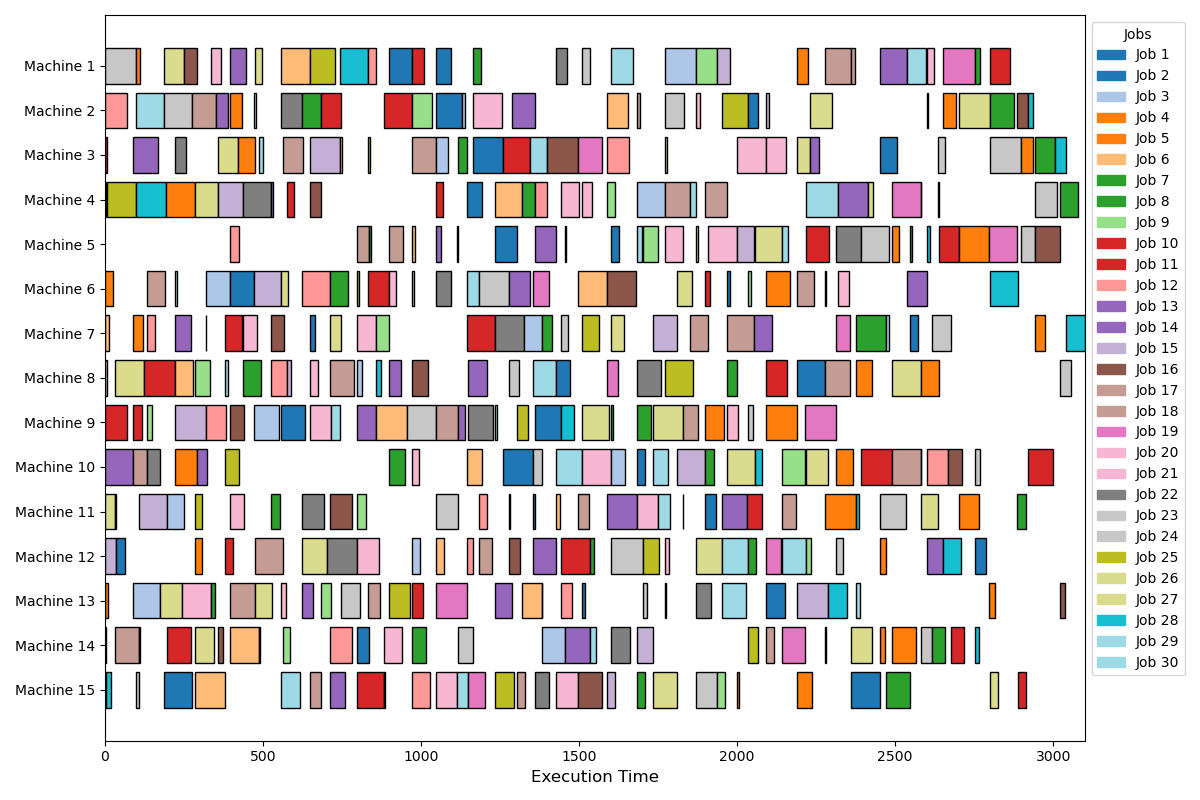 Machine 1
Machine 2
Machine 3
Machine 4
Machine 5
Machine 6
Machine 7
Machine 8
Machine 9
Machine 10
Machine 11
Machine 12
Machine 13
Machine 14
Machine 15
0 500 1000 1500 2000 2500 3000
Execution Time
Jobs
Job 1
Job 2
Job 3
Job 4
Job 5
Job 6
Job 7
Job 8
Job 9
Job 10
Job 11
Job 12
Job 13
Job 14
Job 15
Job 16
Job 17
Job 18
Job 19
Job 20
Job 21
Job 22
Job 23
Job 24
Job 25
Job 26
Job 27
Job 28
Job 29
Job 30